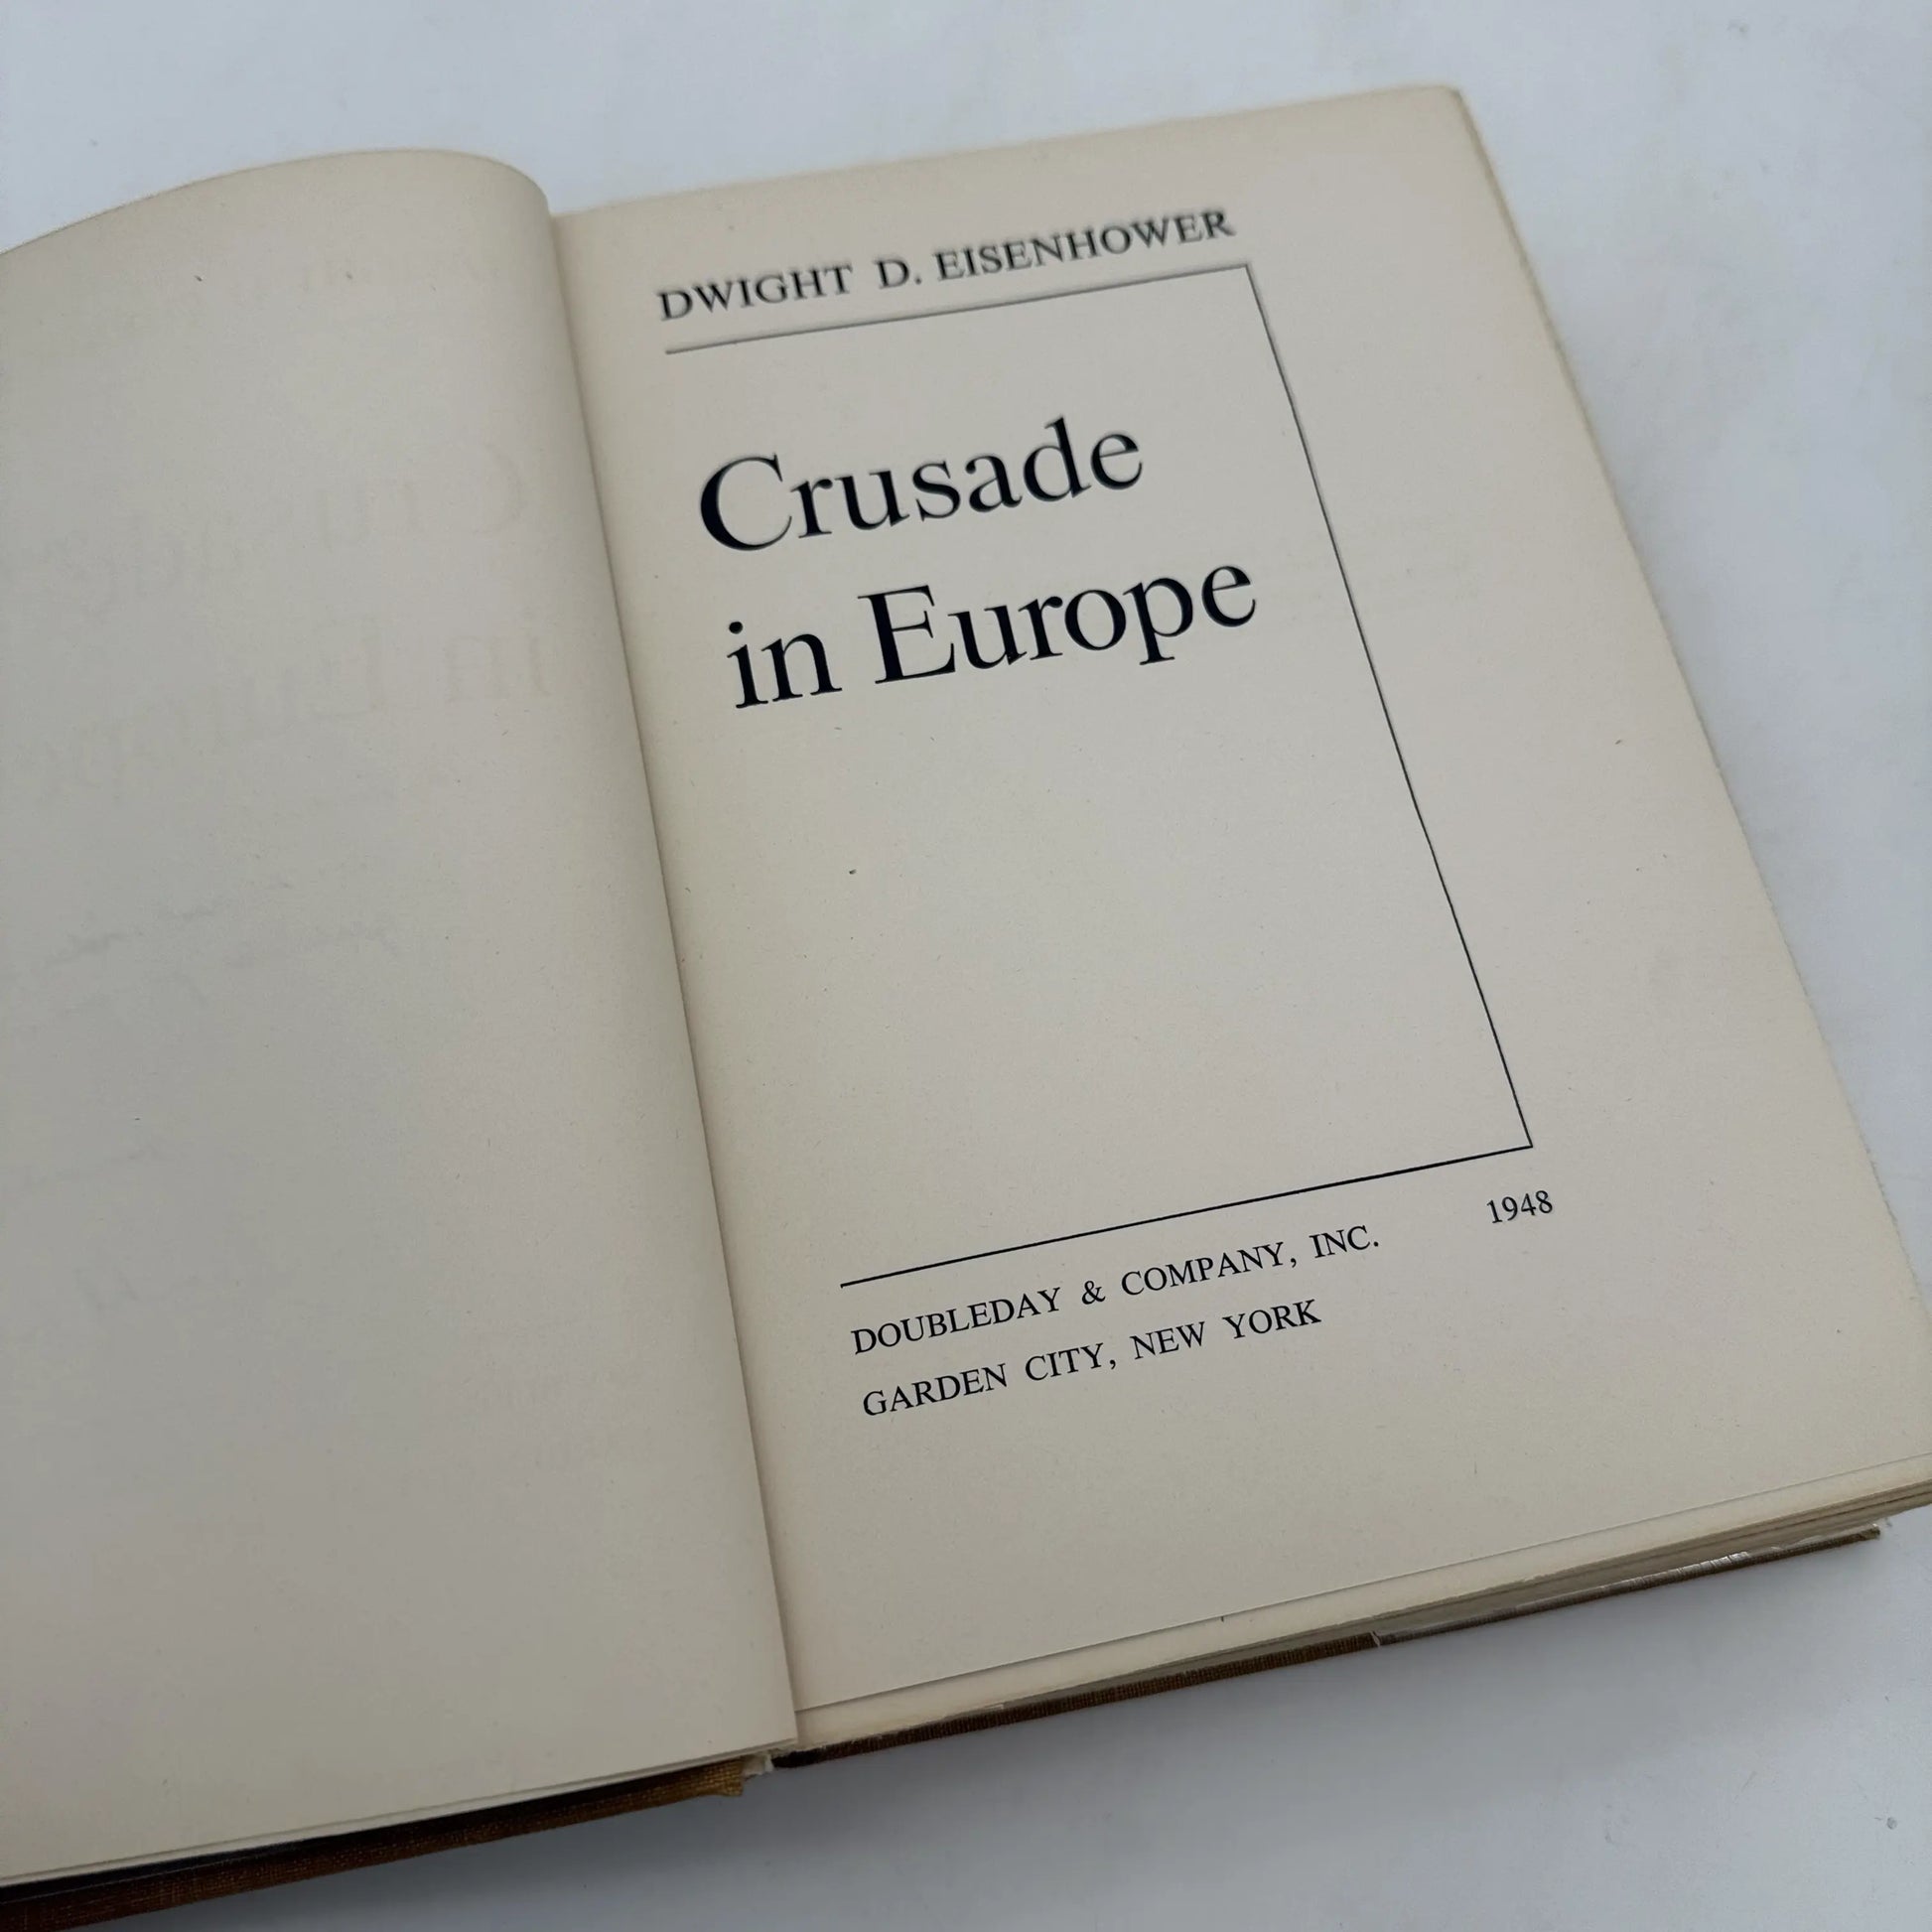 DWIGHT D. EISENHOWER
Crusade
in Europe
1948
DOUBLEDAY & COMPANY, INC.
GARDEN CITY, NEW YORK